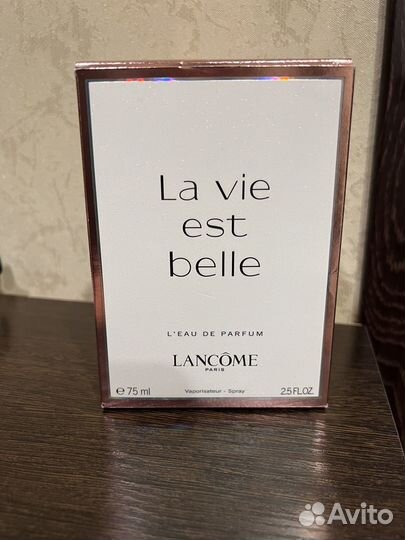 La vie
est
belle
L'EAU DE PARFUM
LANCÔME
PARIS
℮ 75 ml Vaporisateur - Spray 2.5 FL.OZ.
Avito